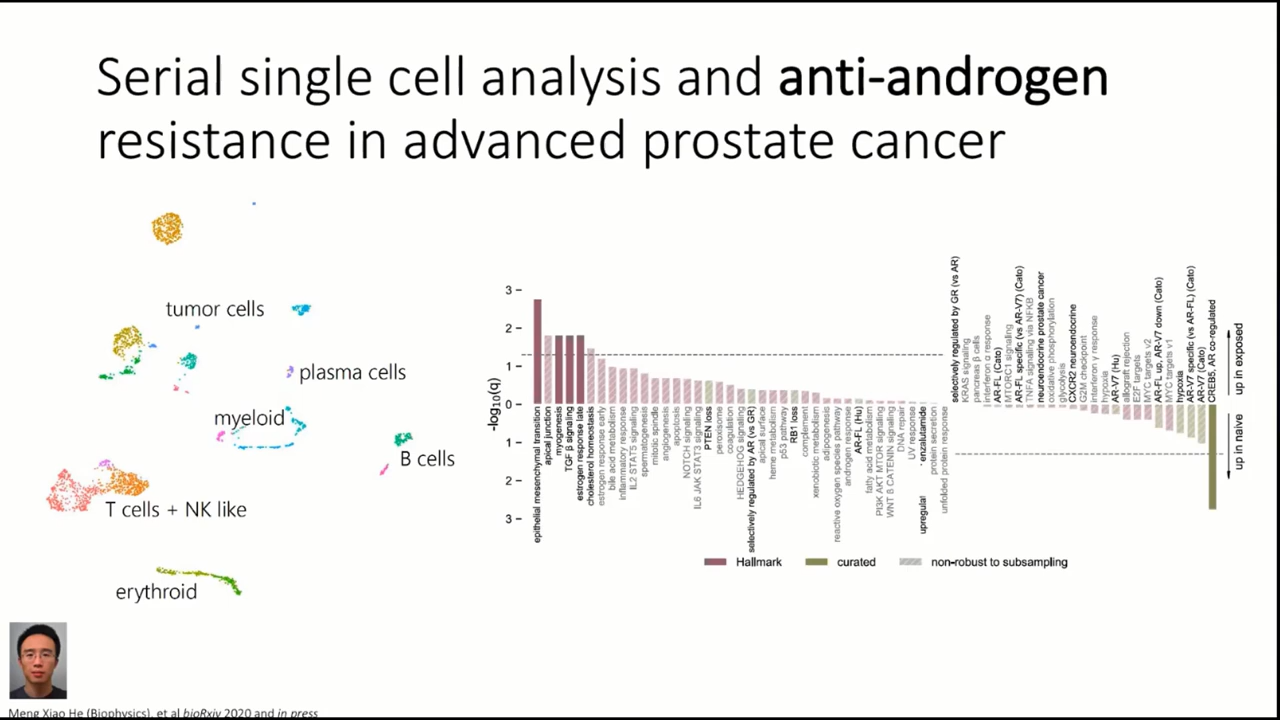 Serial single cell analysis and anti-androgen
resistance in advanced prostate cancer
tumor cells
plasma cells
myeloid
B cells
T cells + NK like
erythroid
-log10(q)
3
2
1
0
1
2
3
epithelial mesenchymal transition
apical junction
myogenesis
TGF β signaling
estrogen response late
cholesterol homeostasis
estrogen response early
bile acid metabolism
inflammatory response
IL2 STAT5 signaling
spermatogenesis
mitotic spindle
angiogenesis
apoptosis
NOTCH signaling
IL6 JAK STAT3 signaling
PTEN loss
peroxisome
coagulation
HEDGEHOG signaling
selectively regulated by AR (vs GR)
apical surface
heme metabolism
p53 pathway
RB1 loss
complement
xenobiotic metabolism
adipogenesis
reactive oxygen species pathway
androgen response
AR-FL (Hu)
fatty acid metabolism
PI3K AKT MTOR signaling
WNT β CATENIN signaling
DNA repair
UV response
upregulat
enzalutamide
protein secretion
unfolded protein response
selectively regulated by GR (vs AR)
KRAS signaling
pancreas β cells
interferon α response
AR-FL (Cato)
MTORC1 signaling
AR-FL specific (vs AR-V7) (Cato)
TNFA signaling via NFKB
neuroendocrine prostate cancer
oxidative phosphorylation
glycolysis
CXCR2 neuroendocrine
G2M checkpoint
interferon γ response
hypoxia
AR-V7 (Hu)
allograft rejection
E2F targets
MYC targets v2
AR-FL up, AR-V7 down (Cato)
MYC targets v1
hypoxia
AR-V7 specific (vs AR-FL) (Cato)
AR-V7 (Cato)
CREB5, AR co-regulated
up in exposed
up in naive
Hallmark
curated
non-robust to subsampling
Meng Xiao He (Biophysics), et al bioRxiv 2020 and in press